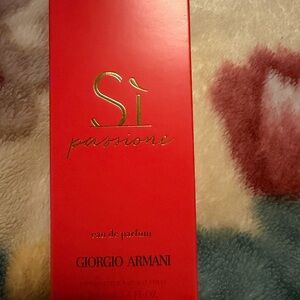 Sì
passione
eau de parfum
GIORGIO ARMANI